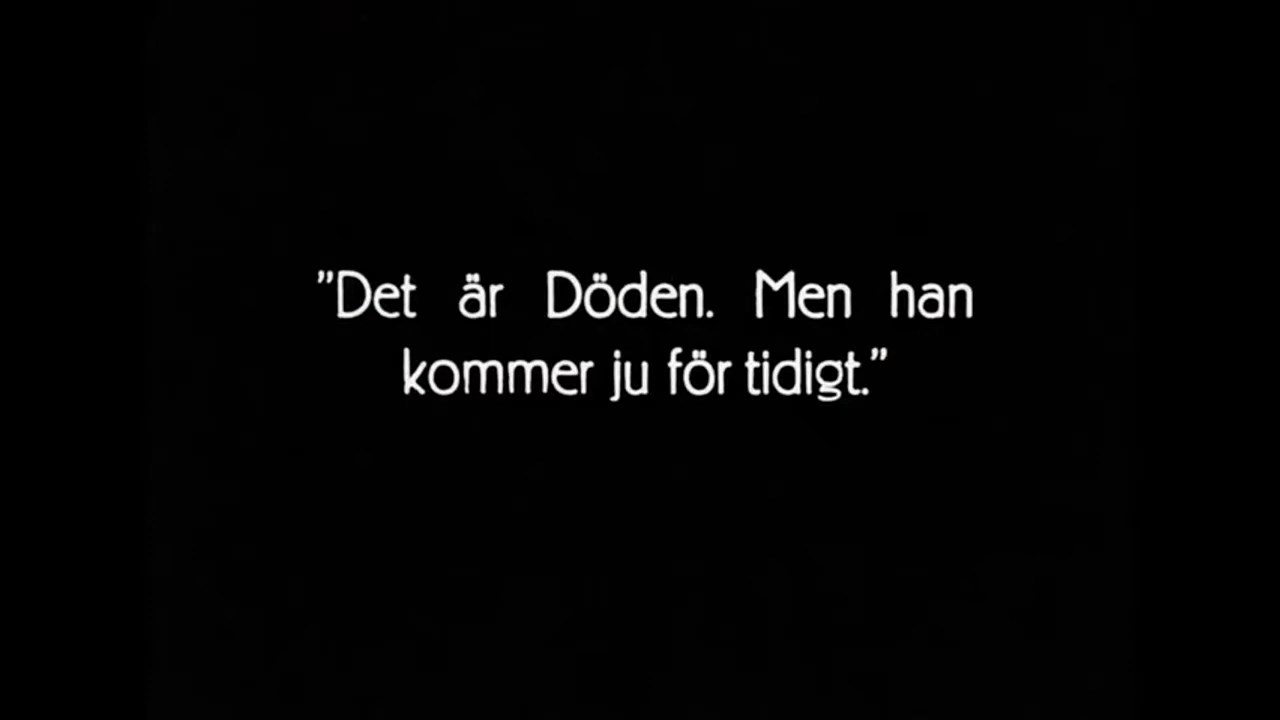 ”Det är Döden. Men han
kommer ju för tidigt.”